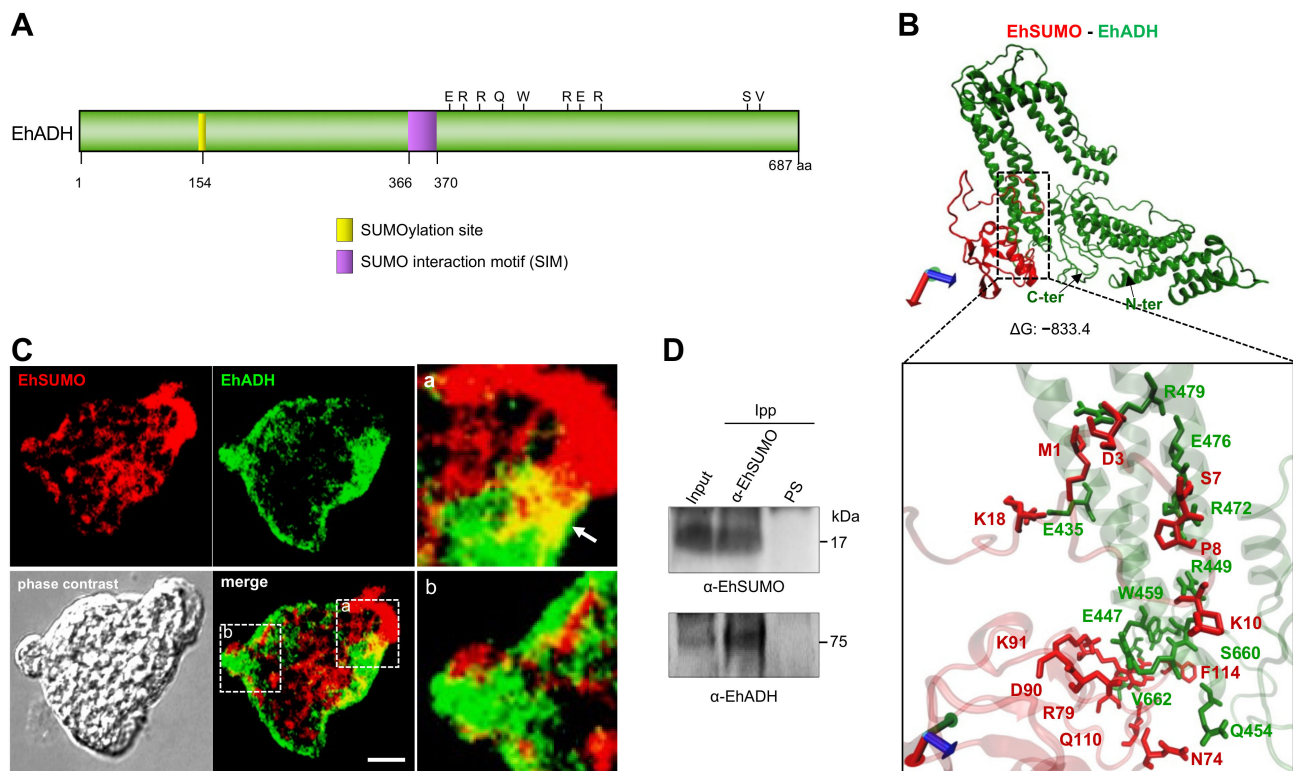 A
E R R Q W R E R S V
EhADH
1 154 366 370 687 aa
SUMOylation site
SUMO interaction motif (SIM)
B
EhSUMO - EhADH
C-ter
N-ter
ΔG: −833.4
R479
E476
M1
D3
S7
R472
K18
E435
P8
R449
W459
E447
K10
K91
S660
F114
D90
V662
R79
Q454
Q110
N74
C
EhSUMO
EhADH
a
phase contrast
merge
a
b
b
D
Ipp
Input
α-EhSUMO
PS
kDa
17
α-EhSUMO
75
α-EhADH